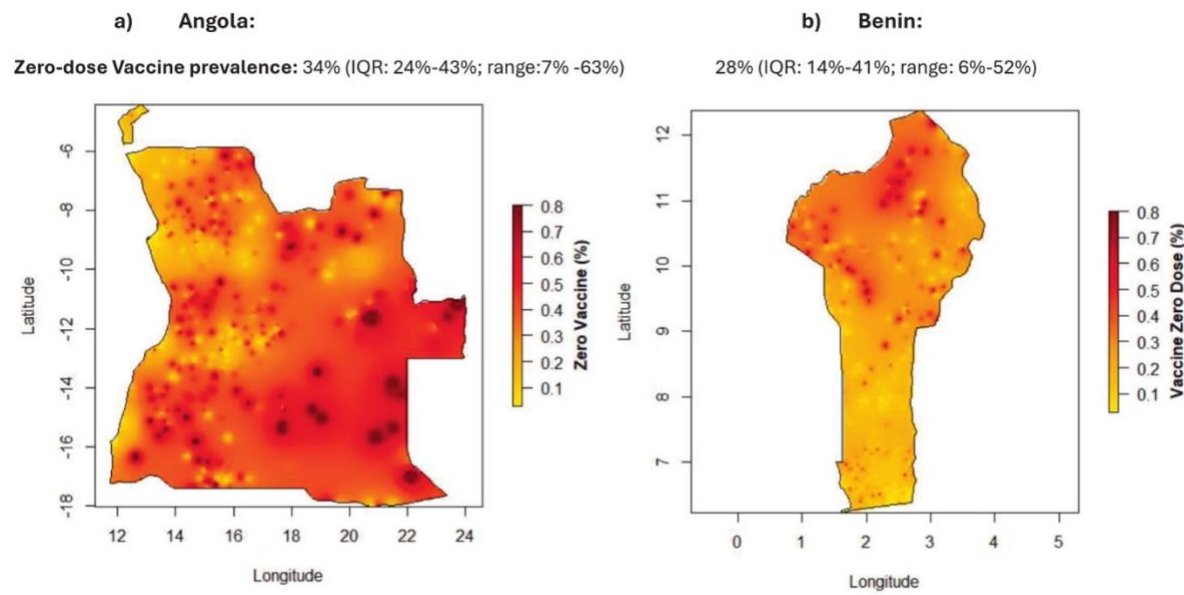 a) Angola:
b) Benin:
Zero-dose Vaccine prevalence: 34% (IQR: 24%-43%; range:7% -63%)
28% (IQR: 14%-41%; range: 6%-52%)
-6
-8
-10
-12
-14
-16
-18
Latitude
12 14 16 18 20 22 24
Longitude
0.8
0.7
0.6
0.5
0.4
0.3
0.2
0.1
Zero Vaccine (%)
12
11
10
9
8
7
Latitude
0 1 2 3 4 5
Longitude
0.8
0.7
0.6
0.5
0.4
0.3
0.2
0.1
Vaccine Zero Dose (%)